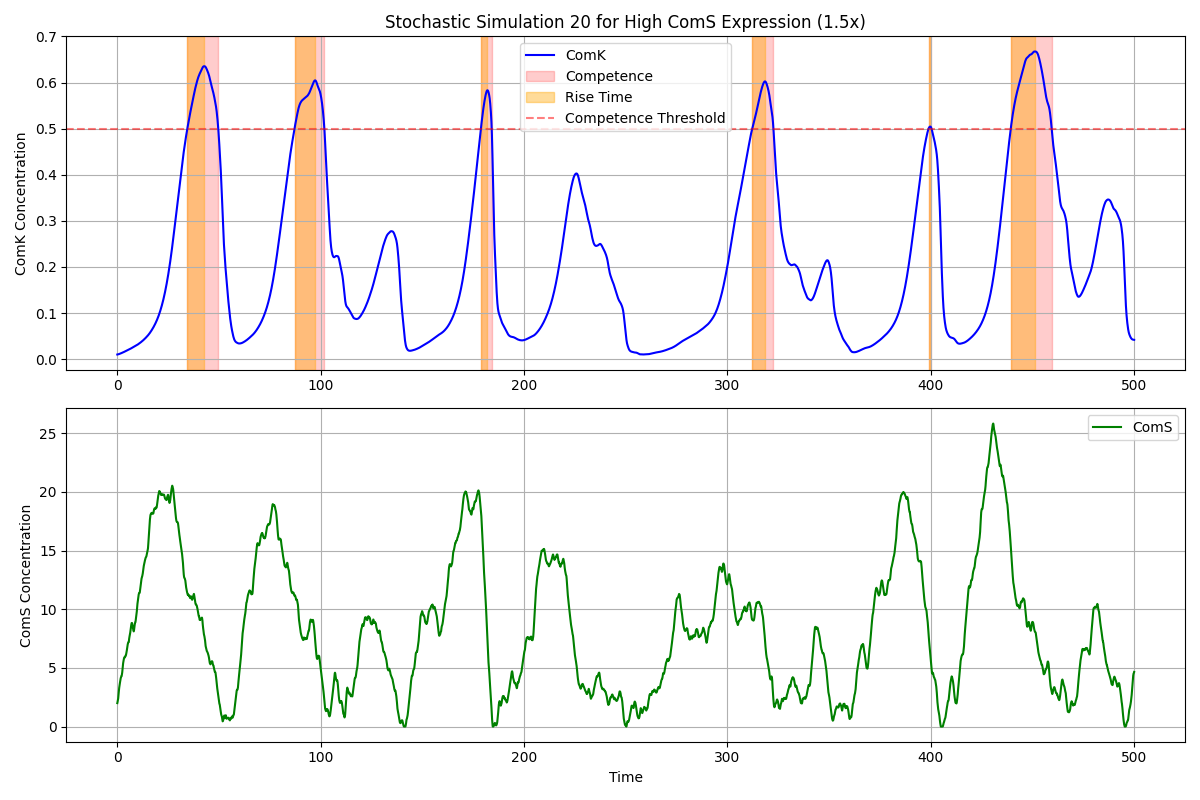 Stochastic Simulation 20 for High ComS Expression (1.5x)
ComK Concentration
0.7
0.6
0.5
0.4
0.3
0.2
0.1
0.0
ComK
Competence
Rise Time
Competence Threshold
0 100 200 300 400 500
ComS Concentration
25
20
15
10
5
0
ComS
0 100 200 300 400 500
Time